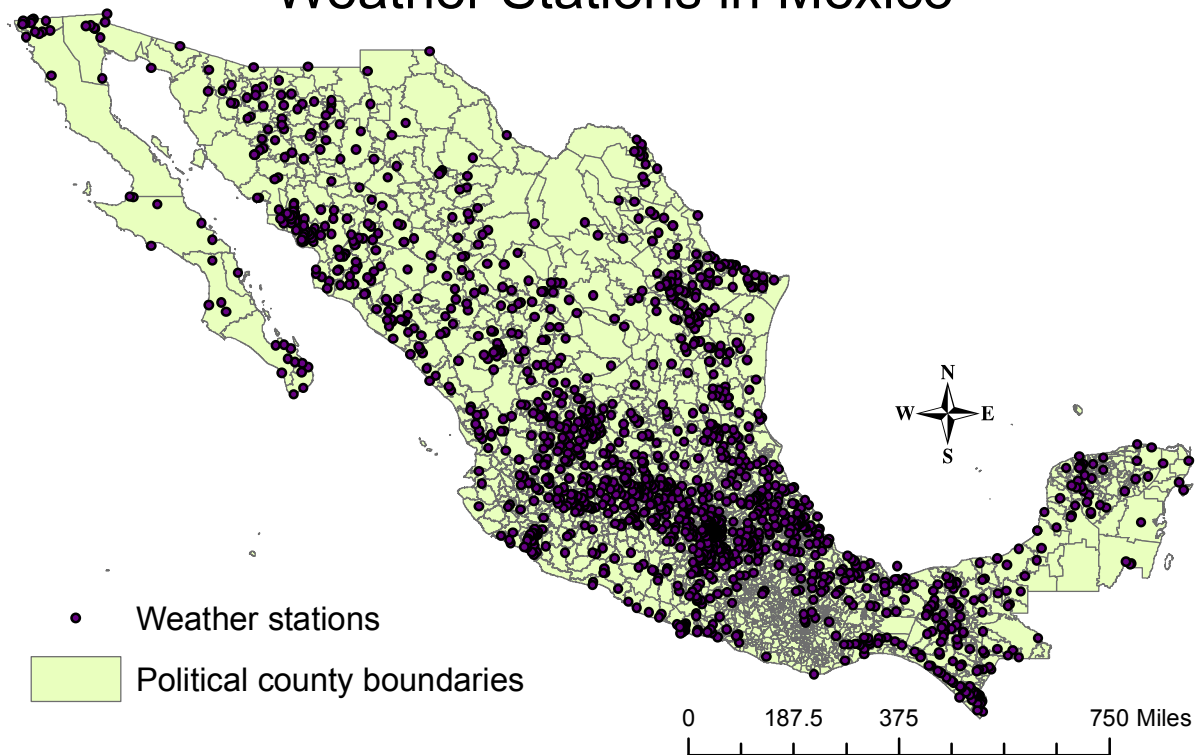 Weather Stations in Mexico
N
W E
S
Weather stations
Political county boundaries
0 187.5 375 750 Miles